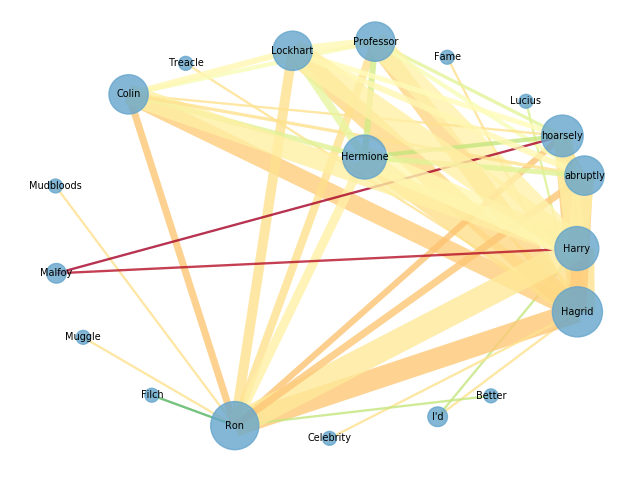 Professor
Lockhart
Fame
Treacle
Colin
Lucius
hoarsely
Hermione
abruptly
Mudbloods
Harry
Malfoy
Hagrid
Muggle
Filch
Better
I'd
Ron
Celebrity